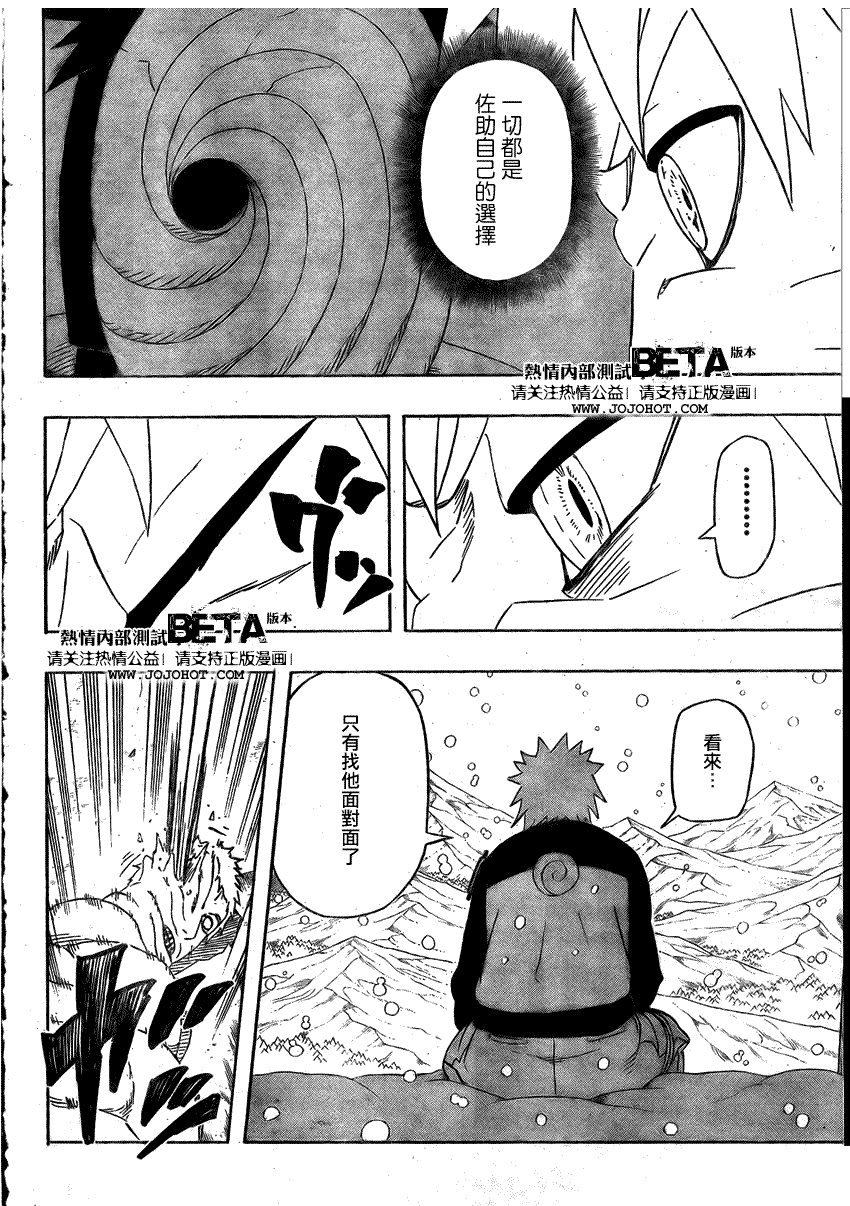 一切都是
佐助自己的選擇
熱情內部測試BETA版本
请关注热情公益！请支持正版漫画！
WWW.JOJOHOT.COM
………
グッ
熱情內部測試BETA版本
请关注热情公益！请支持正版漫画！
WWW.JOJOHOT.COM
看來…
只有找他面對面了